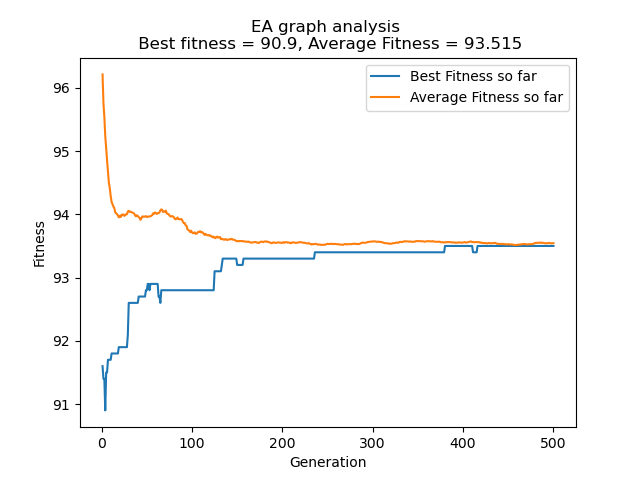 EA graph analysis
Best fitness = 90.9, Average Fitness = 93.515
Best Fitness so far
Average Fitness so far
96
95
94
93
92
91
Fitness
0 100 200 300 400 500
Generation